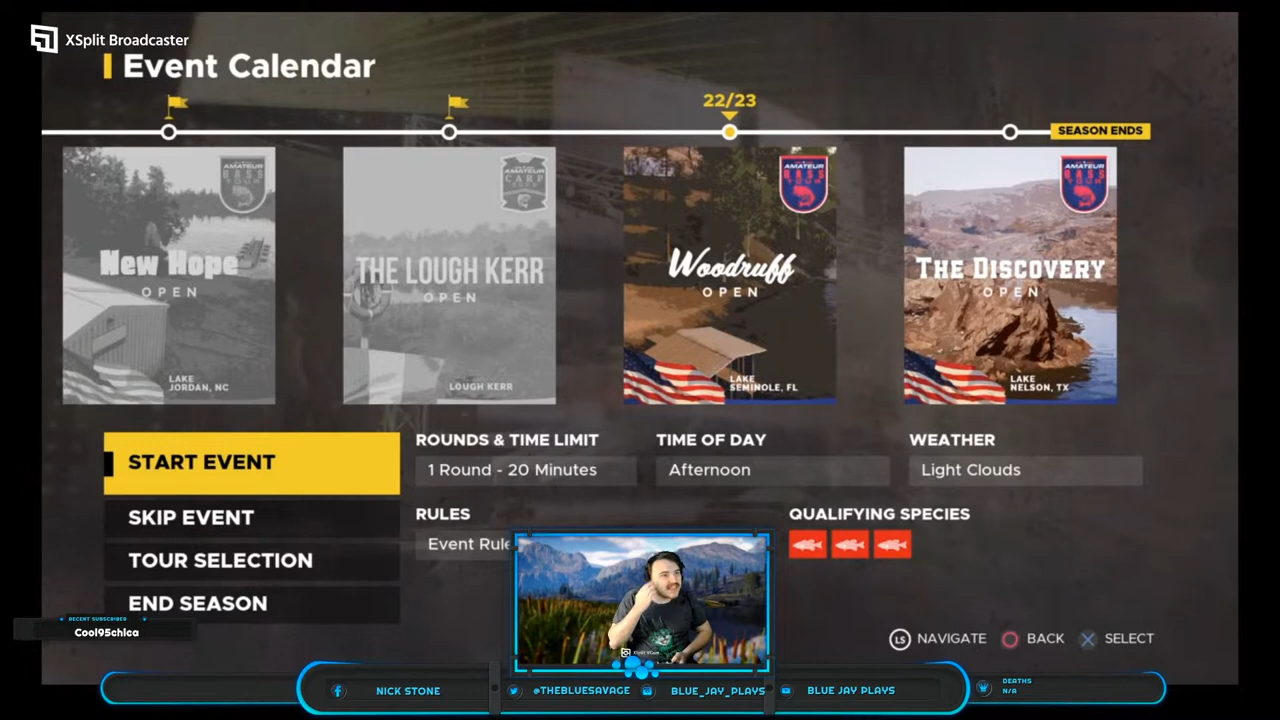 XSplit Broadcaster
Event Calendar
22/23
SEASON ENDS
AMATEUR
BASS
TOUR
New Hope
OPEN
LAKE
JORDAN, NC
AMATEUR
CARP
THE LOUGH KERR
OPEN
LOUGH KERR
AMATEUR
BASS
TOUR
Woodruff
OPEN
LAKE
SEMINOLE, FL
AMATEUR
BASS
TOUR
THE DISCOVERY
OPEN
LAKE
NELSON, TX
START EVENT
SKIP EVENT
TOUR SELECTION
END SEASON
ROUNDS & TIME LIMIT
1 Round - 20 Minutes
TIME OF DAY
Afternoon
WEATHER
Light Clouds
RULES
Event Rule
QUALIFYING SPECIES
RECENT SUBSCRIBER
Cool95chica
XSplit VCam
LS NAVIGATE BACK SELECT
NICK STONE
@THEBLUESAVAGE
BLUE_JAY_PLAYS
BLUE JAY PLAYS
DEATHS
N/A